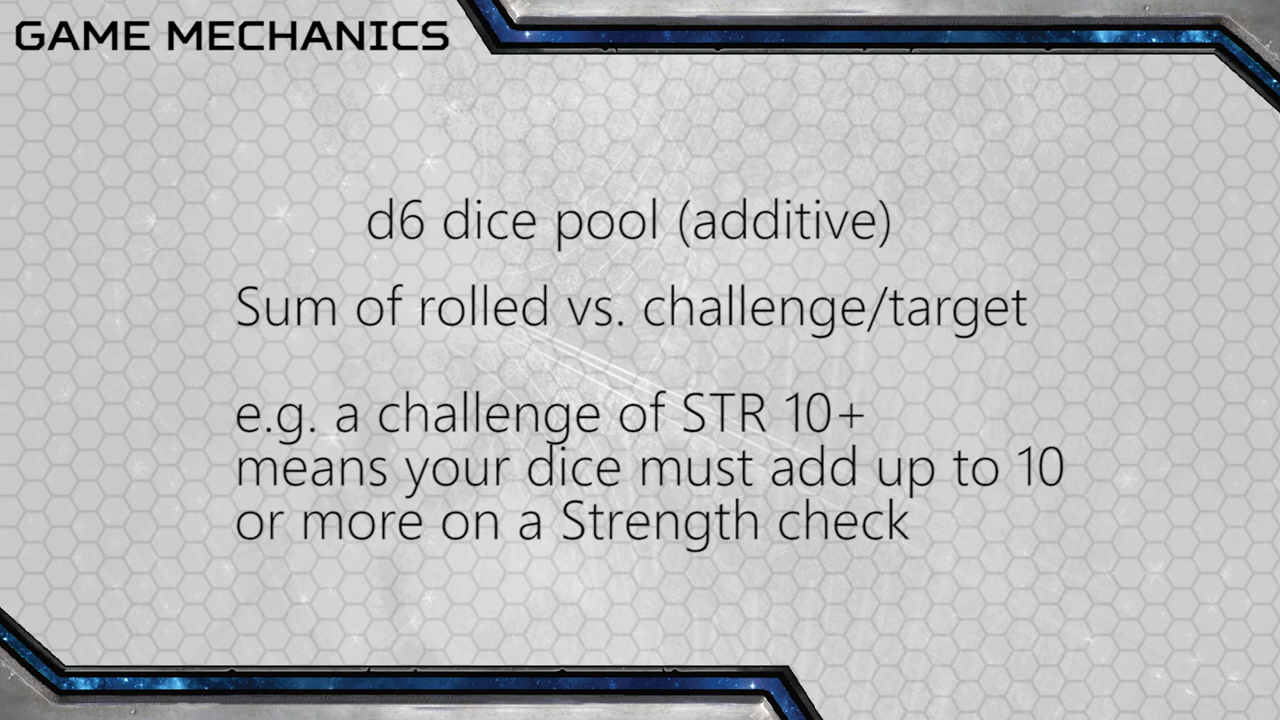 GAME MECHANICS
d6 dice pool (additive)
Sum of rolled vs. challenge/target
e.g. a challenge of STR 10+
means your dice must add up to 10
or more on a Strength check